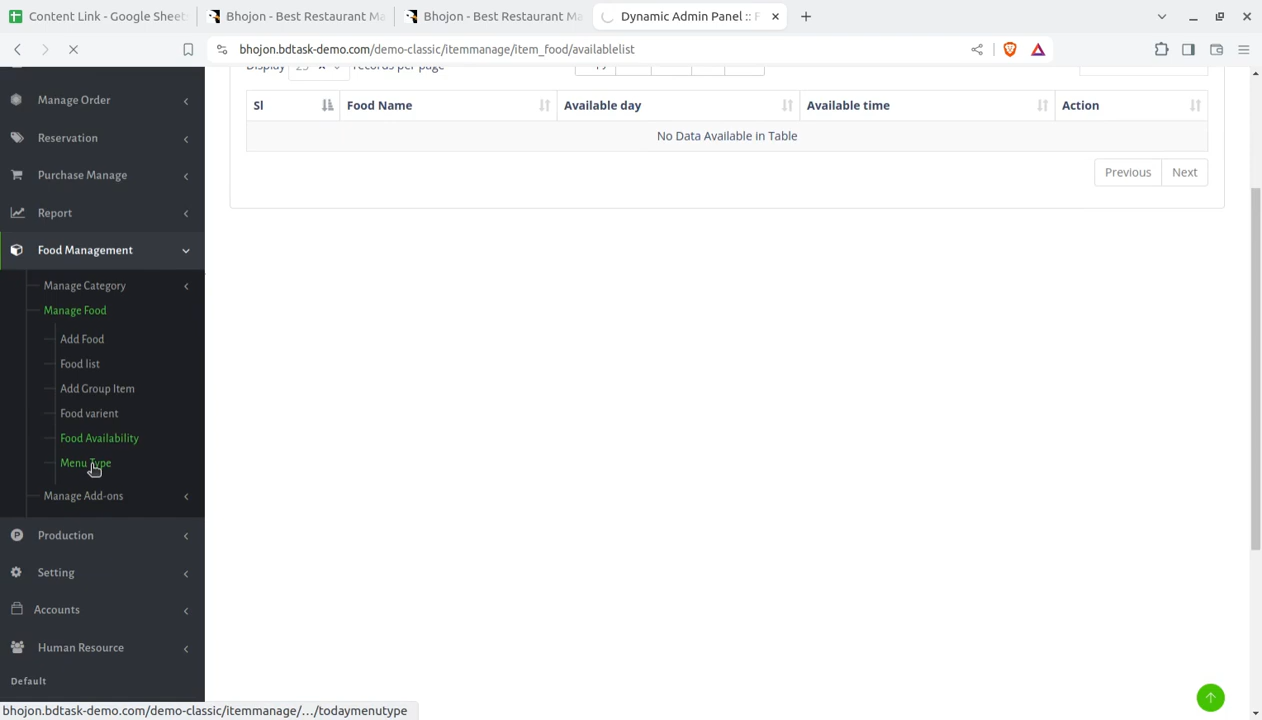 Content Link - Google Sheets
Bhojon - Best Restaurant Ma
Bhojon - Best Restaurant Ma
Dynamic Admin Panel :: F
bhojon.bdtask-demo.com/demo-classic/itemmanage/item_food/availablelist
Display 25 records per page
Sl Food Name Available day Available time Action
No Data Available in Table
Previous Next
Manage Order
Reservation
Purchase Manage
Report
Food Management
Manage Category
Manage Food
Add Food
Food list
Add Group Item
Food varient
Food Availability
Menu Type
Manage Add-ons
Production
Setting
Accounts
Human Resource
Default
bhojon.bdtask-demo.com/demo-classic/itemmanage/…/todaymenutype